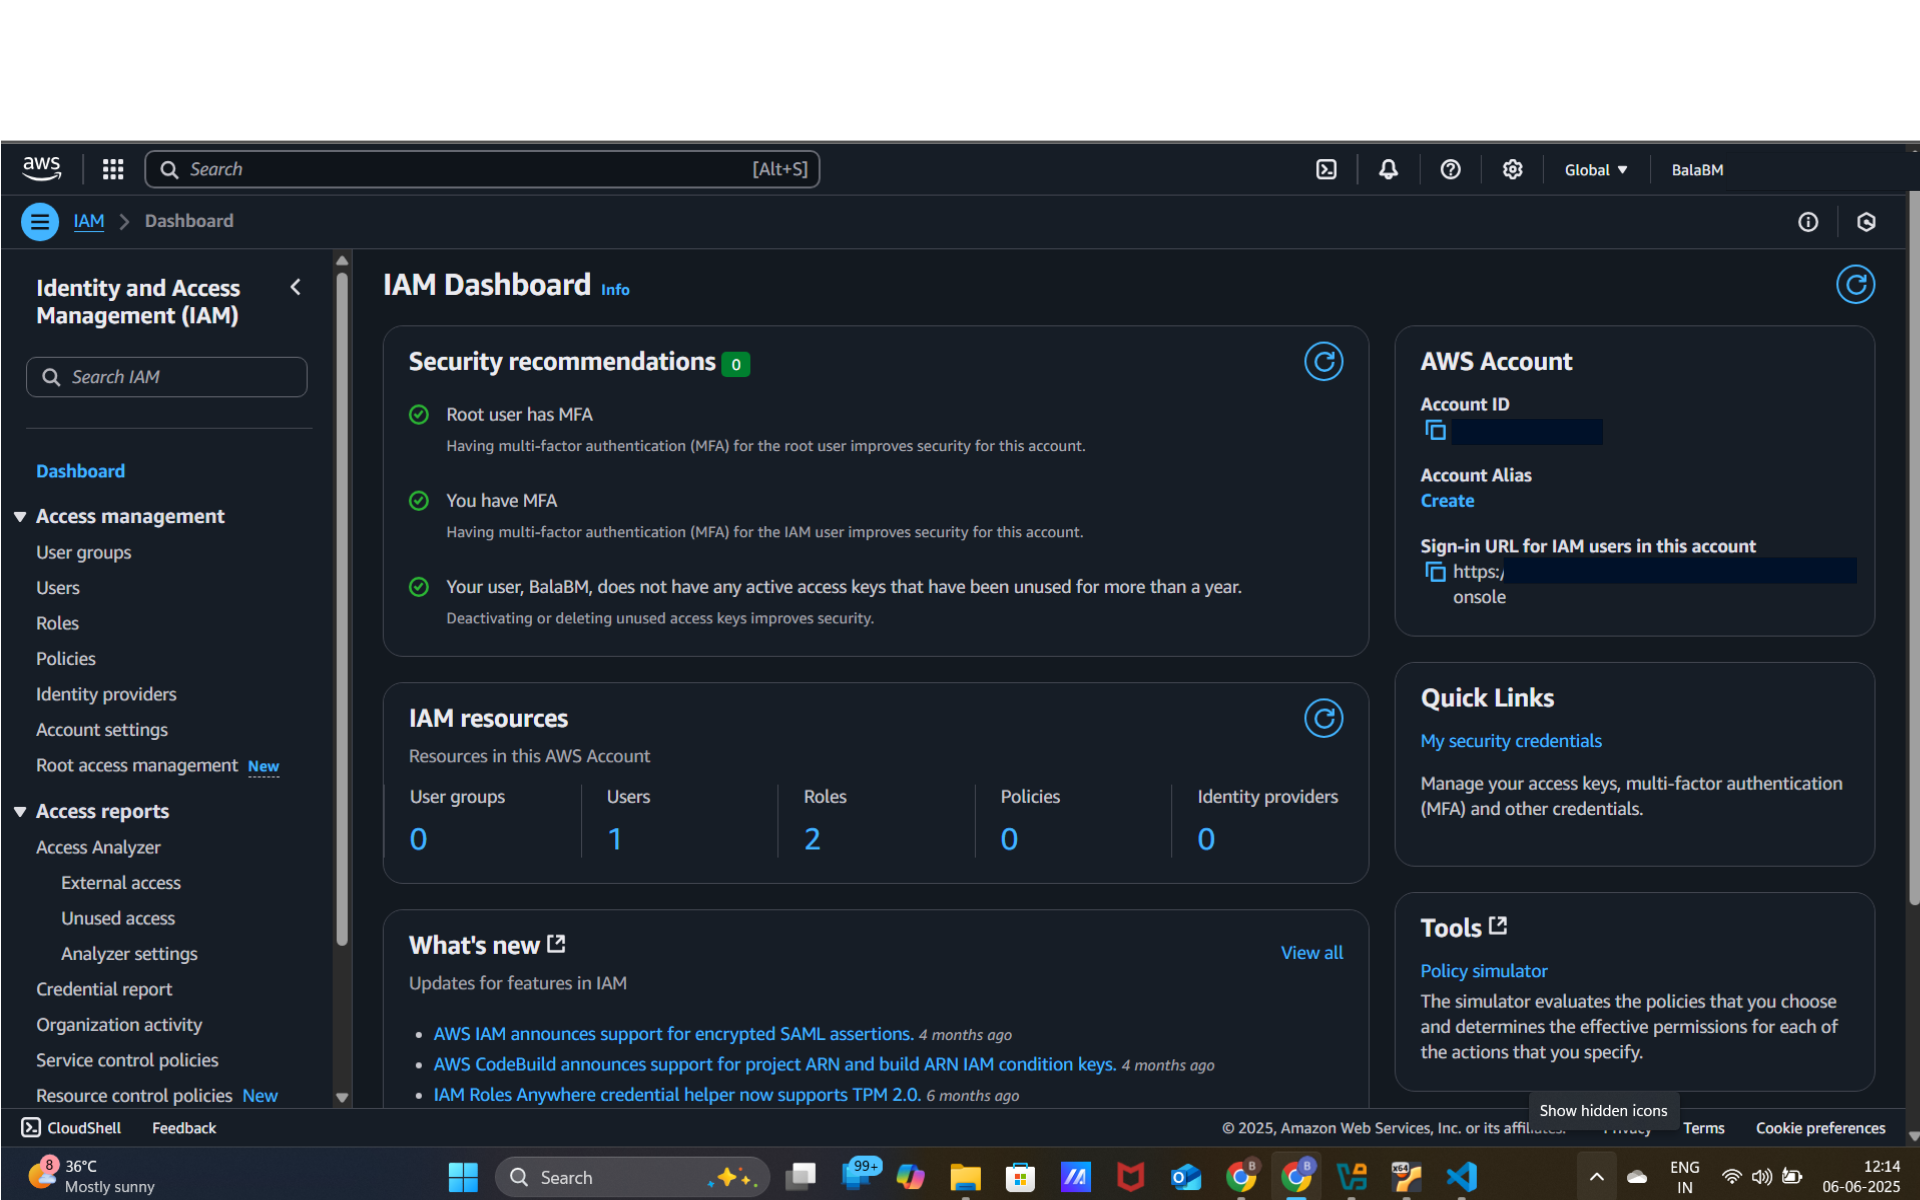 aws
Search
[Alt+S]
Global ▼
BalaBM
IAM > Dashboard
Identity and Access
Management (IAM)
Search IAM
Dashboard
Access management
User groups
Users
Roles
Policies
Identity providers
Account settings
Root access management New
Access reports
Access Analyzer
External access
Unused access
Analyzer settings
Credential report
Organization activity
Service control policies
Resource control policies New
IAM Dashboard Info
Security recommendations 0
Root user has MFA
Having multi-factor authentication (MFA) for the root user improves security for this account.
You have MFA
Having multi-factor authentication (MFA) for the IAM user improves security for this account.
Your user, BalaBM, does not have any active access keys that have been unused for more than a year.
Deactivating or deleting unused access keys improves security.
IAM resources
Resources in this AWS Account
User groups
0
Users
1
Roles
2
Policies
0
Identity providers
0
What's new
View all
Updates for features in IAM
• AWS IAM announces support for encrypted SAML assertions. 4 months ago
• AWS CodeBuild announces support for project ARN and build ARN IAM condition keys. 4 months ago
• IAM Roles Anywhere credential helper now supports TPM 2.0. 6 months ago
AWS Account
Account ID
Account Alias
Create
Sign-in URL for IAM users in this account
https:/
onsole
Quick Links
My security credentials
Manage your access keys, multi-factor authentication
(MFA) and other credentials.
Tools
Policy simulator
The simulator evaluates the policies that you choose
and determines the effective permissions for each of
the actions that you specify.
Show hidden icons
CloudShell
Feedback
© 2025, Amazon Web Services, Inc. or its affiliates.
Privacy
Terms
Cookie preferences
8
36°C
Mostly sunny
Search
99+
B
B
X64
ENG
IN
12:14
06-06-2025